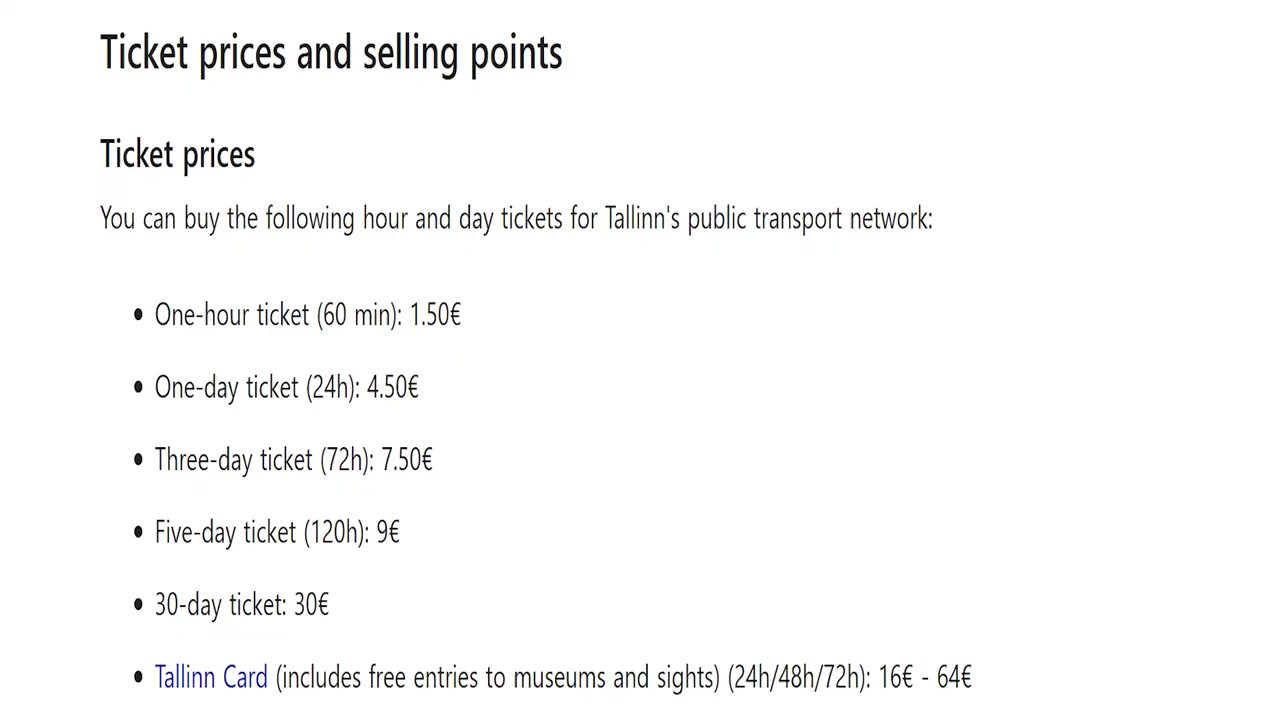 Ticket prices and selling points
Ticket prices
You can buy the following hour and day tickets for Tallinn's public transport network:
• One-hour ticket (60 min): 1.50€
• One-day ticket (24h): 4.50€
• Three-day ticket (72h): 7.50€
• Five-day ticket (120h): 9€
• 30-day ticket: 30€
• Tallinn Card (includes free entries to museums and sights) (24h/48h/72h): 16€ - 64€